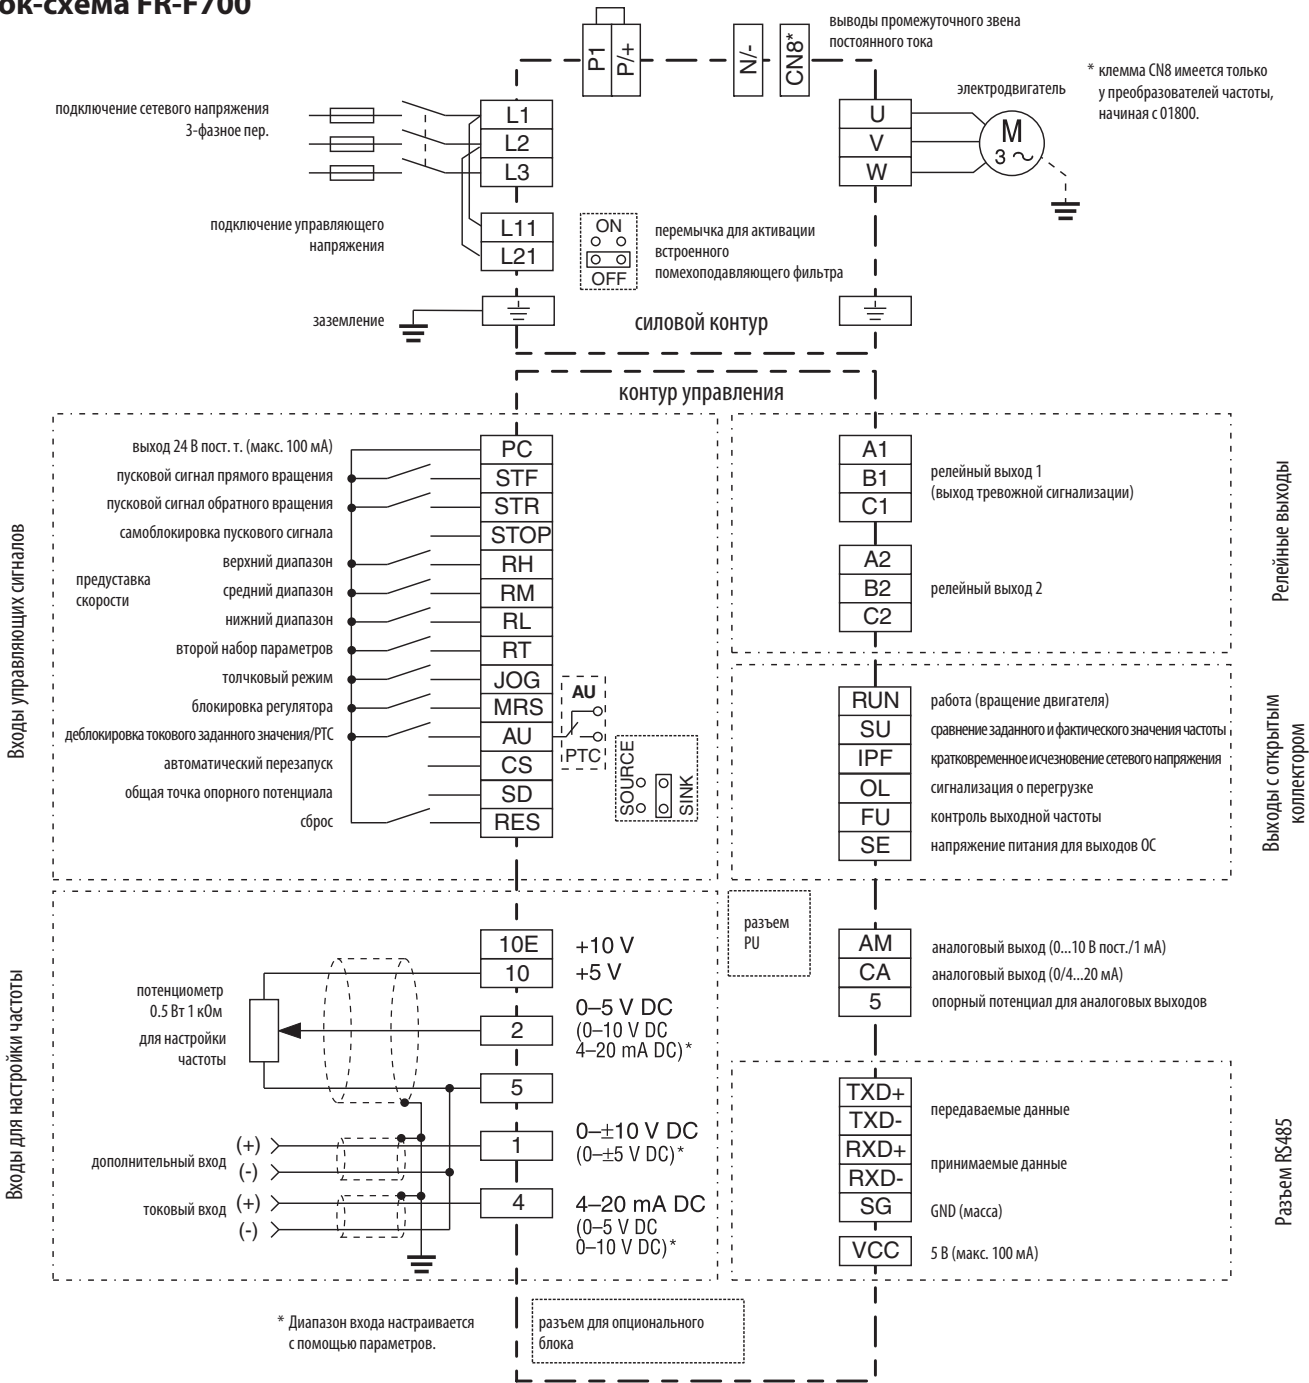 ок-схема FR-F700
P1
P/+
N/-
CN8*
выводы промежуточного звена
постоянного тока
* клемма CN8 имеется только
у преобразователей частоты,
начиная с 01800.
подключение сетевого напряжения
3-фазное пер.
L1
L2
L3
электродвигатель
U
V
W
M
3 ~
подключение управляющего
напряжения
L11
L21
ON
OFF
перемычка для активации
встроенного
помехоподавляющего фильтра
заземление
силовой контур
контур управления
Входы управляющих сигналов
выход 24 В пост. т. (макс. 100 мА)
PC
пусковой сигнал прямого вращения
STF
пусковой сигнал обратного вращения
STR
самоблокировка пускового сигнала
STOP
предуставка
скорости
верхний диапазон
RH
средний диапазон
RM
нижний диапазон
RL
второй набор параметров
RT
толчковый режим
JOG
блокировка регулятора
MRS
деблокировка токового заданного значения/PTC
AU
автоматический перезапуск
CS
общая точка опорного потенциала
SD
сброс
RES
AU
PTC
SOURCE
SINK
A1
B1
C1
релейный выход 1
(выход тревожной сигнализации)
A2
B2
C2
релейный выход 2
Релейные выходы
RUN
работа (вращение двигателя)
SU
сравнение заданного и фактического значения частоты
IPF
кратковременное исчезновение сетевого напряжения
OL
сигнализация о перегрузке
FU
контроль выходной частоты
SE
напряжение питания для выходов ОС
Выходы с открытым
коллектором
Входы для настройки частоты
потенциометр
0.5 Вт 1 кОм
для настройки
частоты
10E
+10 V
10
+5 V
2
0–5 V DC
(0–10 V DC
4–20 mA DC)*
5
дополнительный вход
(+)
(-)
1
0–±10 V DC
(0–±5 V DC)*
токовый вход
(+)
(-)
4
4–20 mA DC
(0–5 V DC
0–10 V DC)*
разъем
PU
AM
аналоговый выход (0...10 В пост./1 мА)
CA
аналоговый выход (0/4...20 мА)
5
опорный потенциал для аналоговых выходов
TXD+
TXD-
передаваемые данные
RXD+
RXD-
принимаемые данные
SG
GND (масса)
VCC
5 В (макс. 100 мА)
Разъем RS485
* Диапазон входа настраивается
с помощью параметров.
разъем для опционального
блока